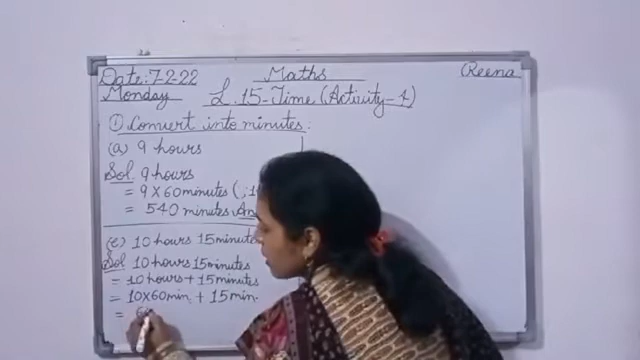 Date:7-2-22 Maths (Reena)
Monday L.15-Time (Activity-4)
① Convert into minutes:
(a) 9 hours
Sol. 9 hours
= 9 X 60 minutes (
= 540 minutes
(e) 10 hours 15 minutes
Sol 10 hours 15 minutes
= 10 hours + 15 minutes
= 10x60 min. + 15 min.
= 6